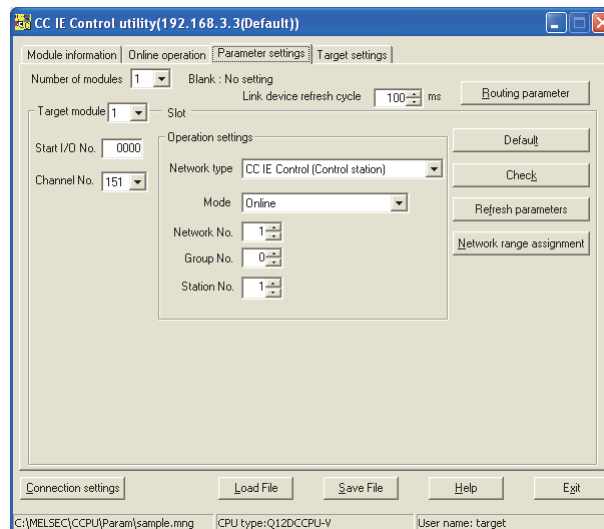 CC IE Control utility(192.168.3.3(Default))
Module information Online operation Parameter settings Target settings
Number of modules 1 Blank : No setting
Link device refresh cycle 100 ms Routing parameter
Target module 1 Slot
Operation settings Default
Start I/O No. 0000
Network type CC IE Control (Control station)
Channel No. 151 Check
Mode Online Refresh parameters
Network No. 1 Network range assignment
Group No. 0
Station No. 1
Connection settings Load File Save File Help Exit
C:\MELSEC\CCPU\Param\sample.mng CPU type:Q12DCCPU-V User name: target